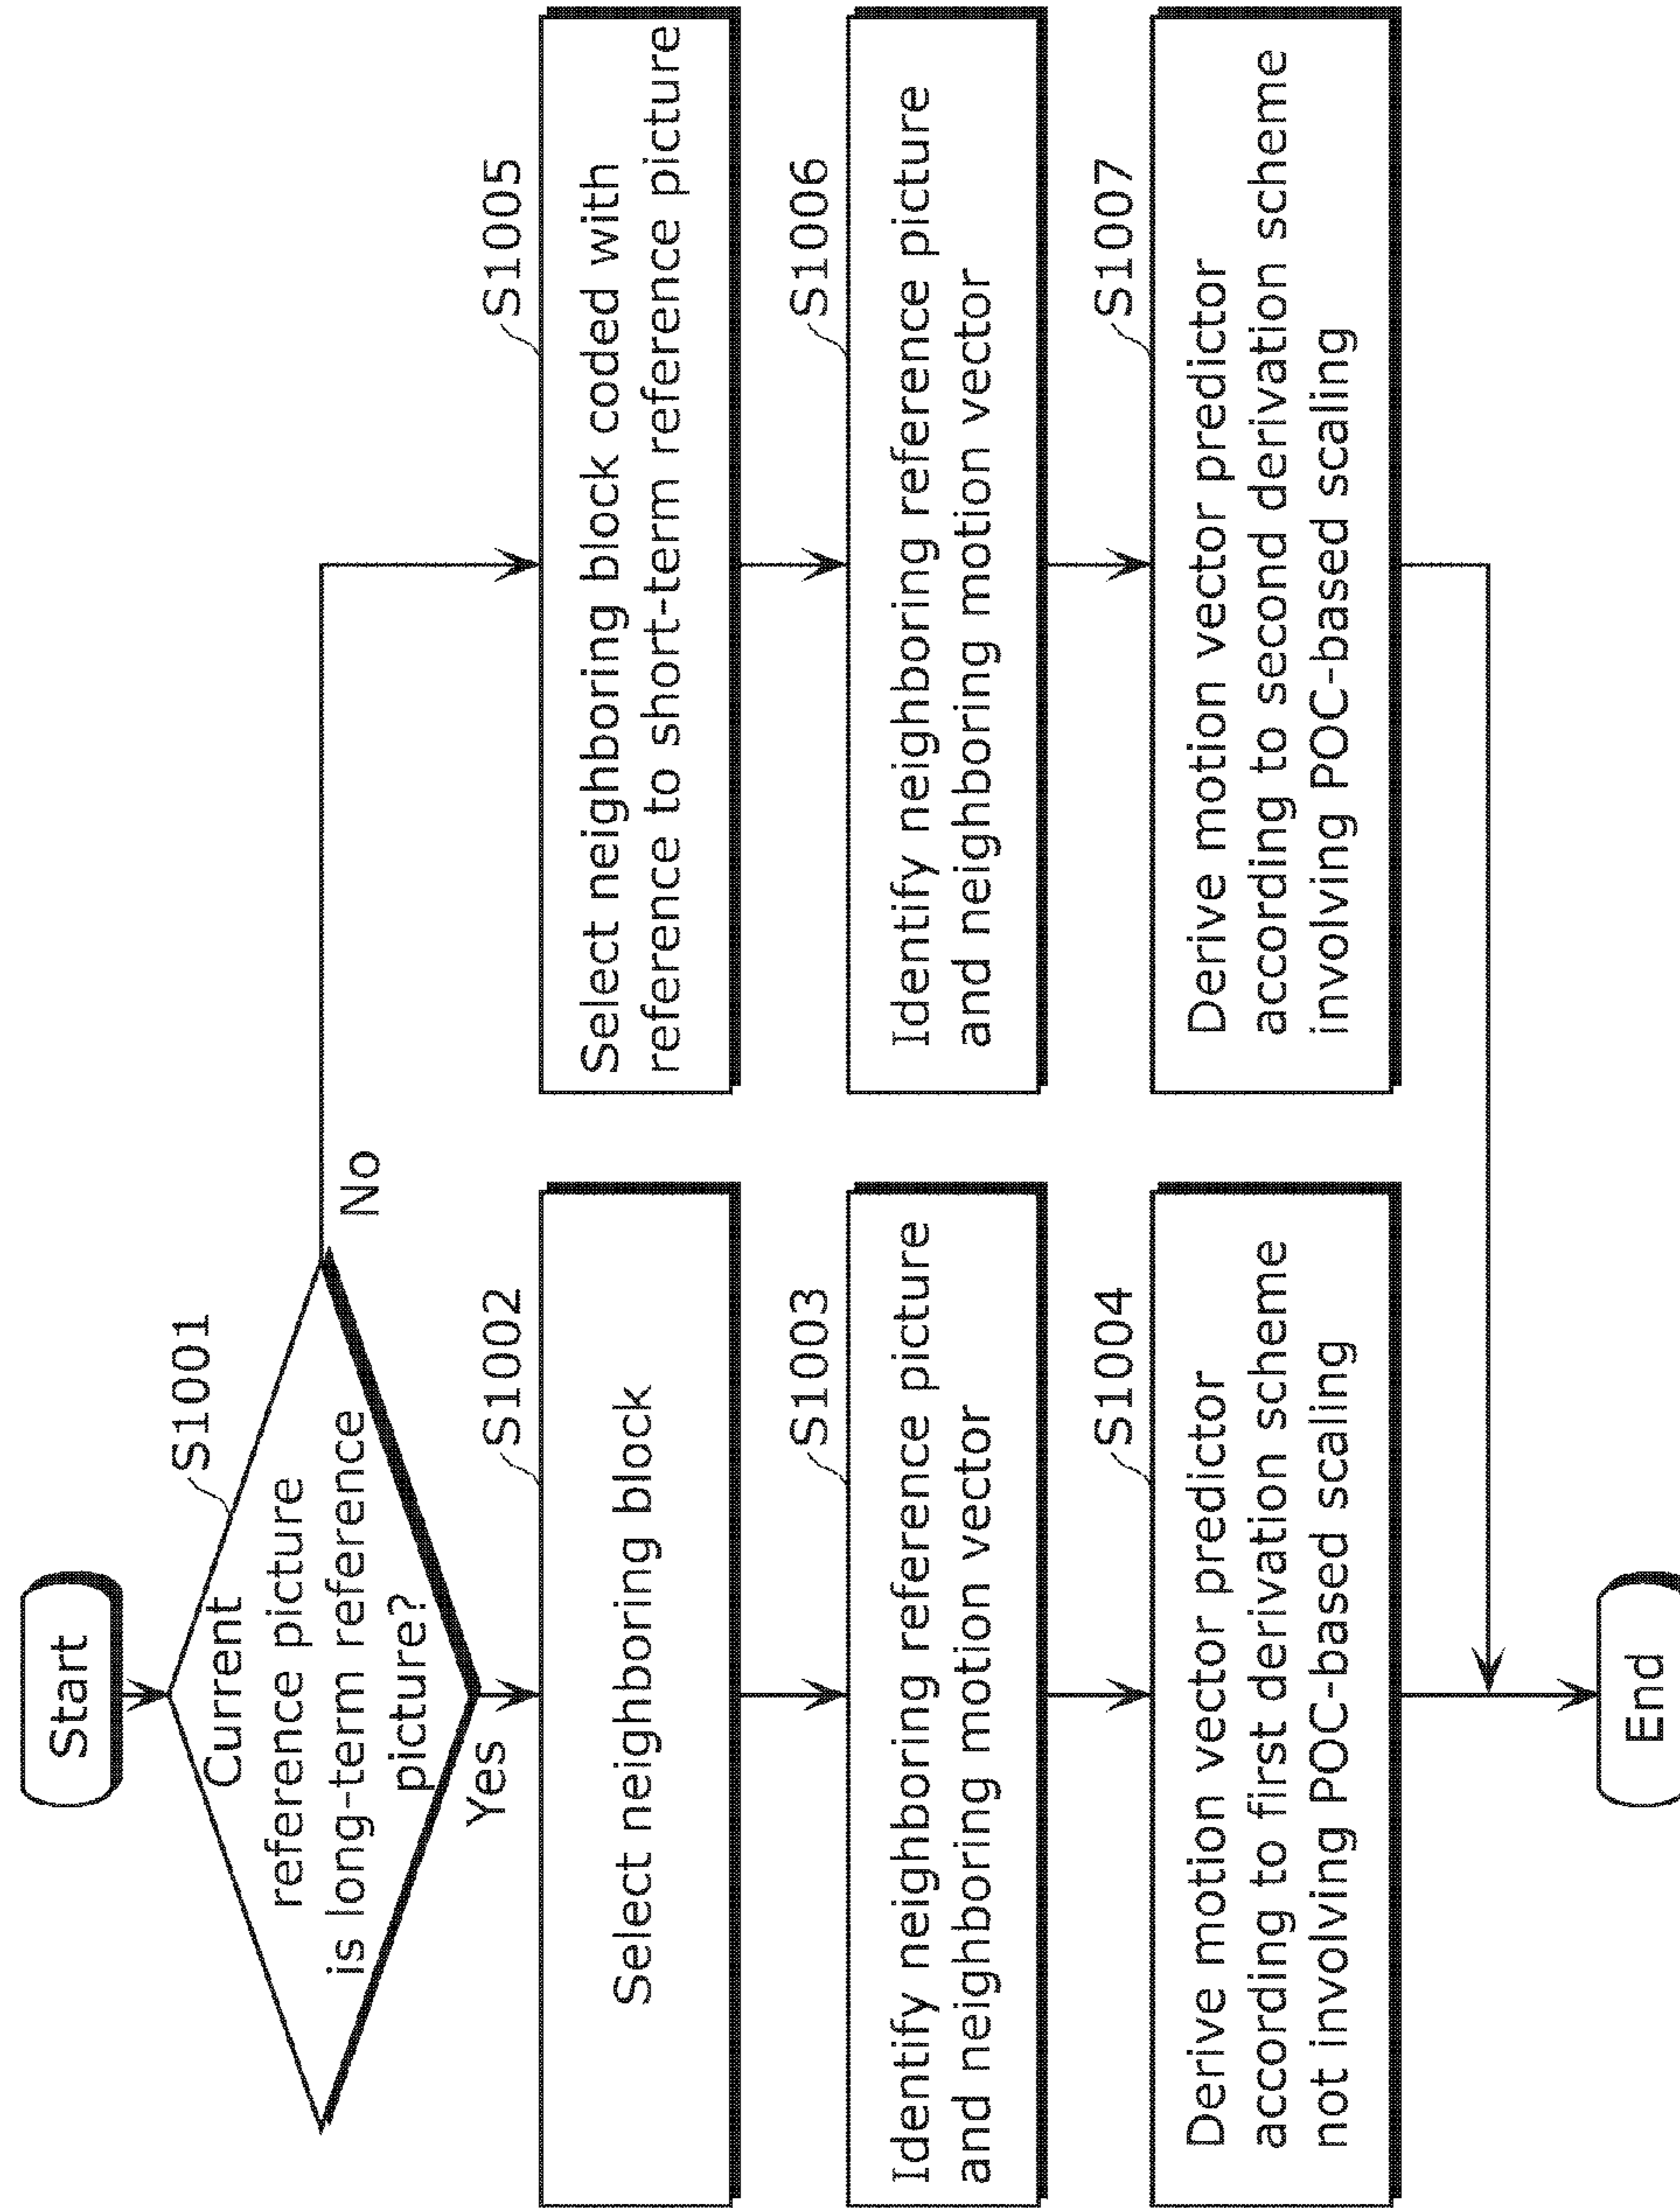 Start
S1001
Current
reference picture
is long-term reference
picture?
Yes
No
S1002
Select neighboring block
S1003
Identify neighboring reference picture
and neighboring motion vector
S1004
Derive motion vector predictor
according to first derivation scheme
not involving POC-based scaling
S1005
Select neighboring block coded with
reference to short-term reference picture
S1006
Identify neighboring reference picture
and neighboring motion vector
S1007
Derive motion vector predictor
according to second derivation scheme
involving POC-based scaling
End